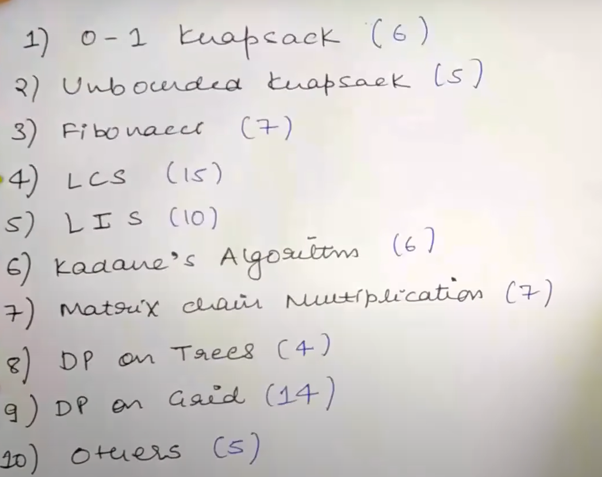 1) 0-1 Knapsack (6)
2) Unbounded Knapsack (5)
3) Fibonacci (7)
4) LCS (15)
5) LIS (10)
6) Kadane's Algorithm (6)
7) Matrix chain Multiplication (7)
8) DP on Trees (4)
9) DP on Grid (14)
10) Others (5)